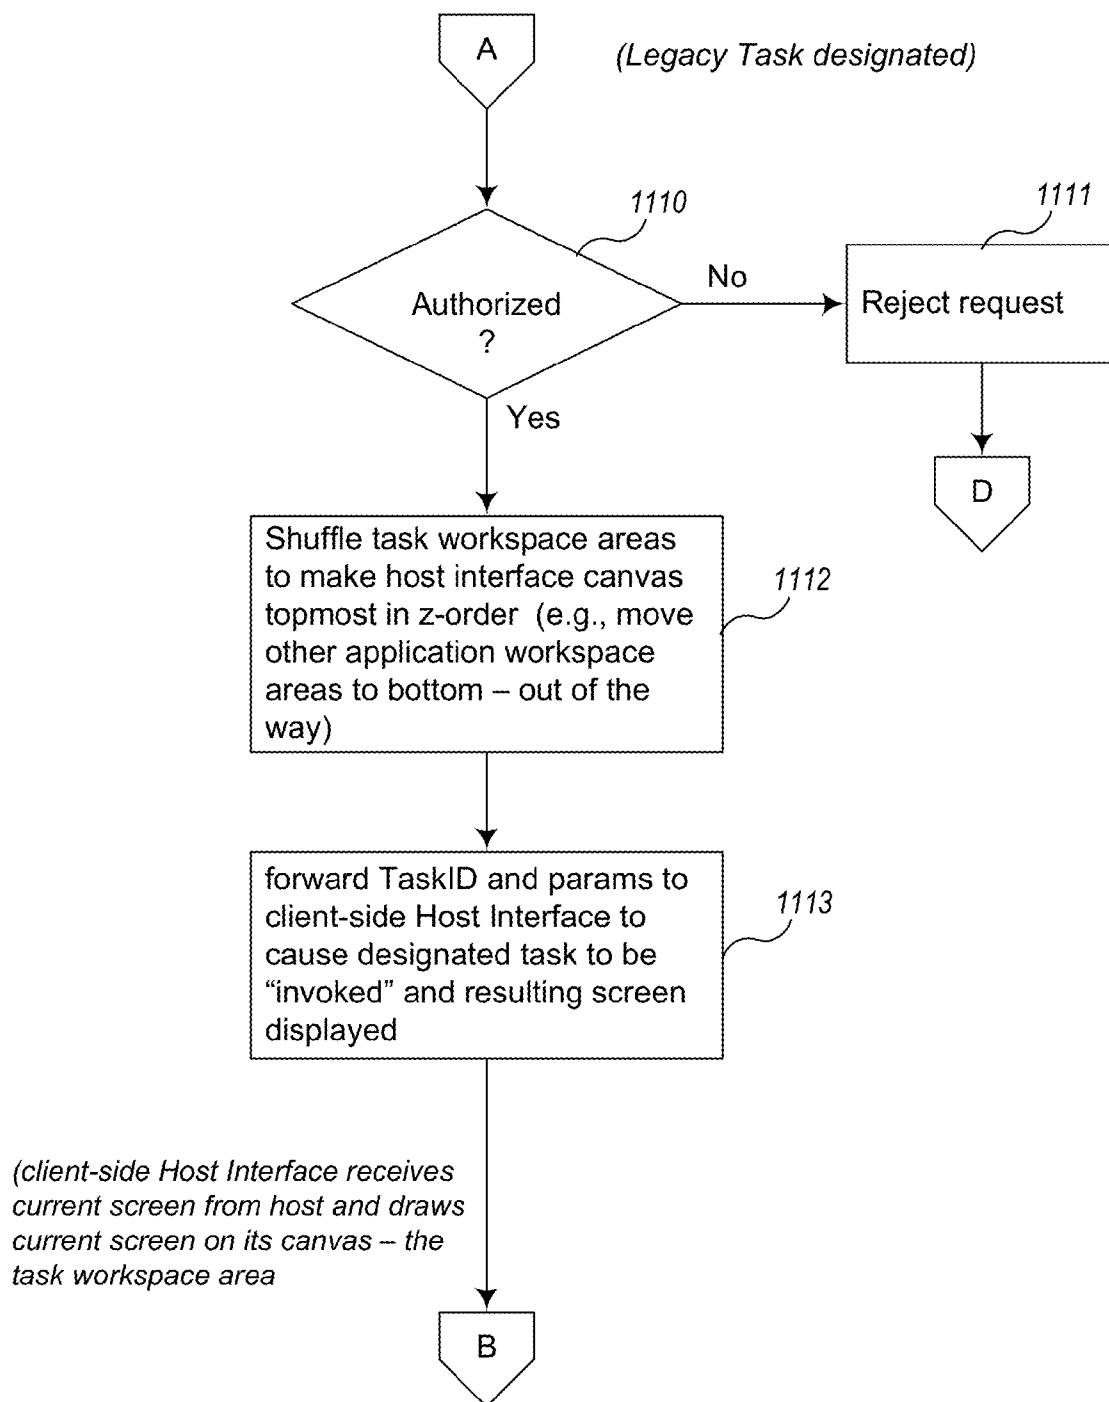 A
(Legacy Task designated)
1110
1111
Authorized
?
No
Reject request
Yes
D
Shuffle task workspace areas
to make host interface canvas
topmost in z-order (e.g., move
other application workspace
areas to bottom – out of the
way)
1112
forward TaskID and params to
client-side Host Interface to
cause designated task to be
“invoked” and resulting screen
displayed
1113
(client-side Host Interface receives
current screen from host and draws
current screen on its canvas – the
task workspace area
B